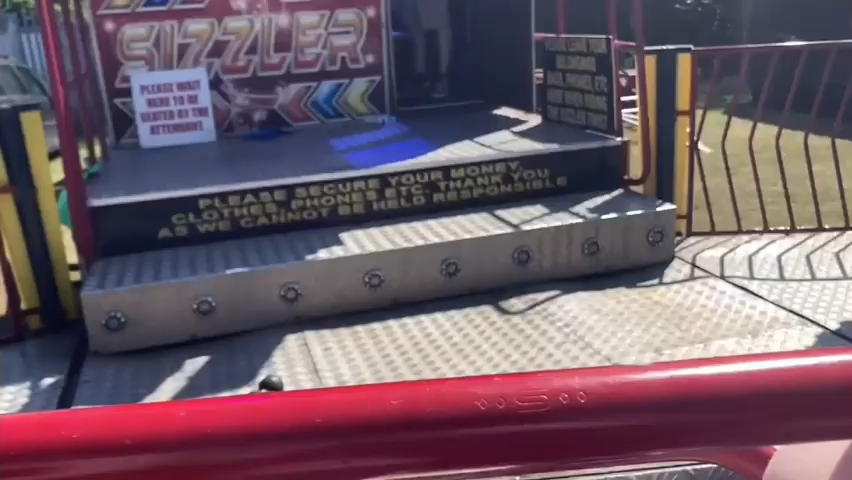 SIZZLER
PLEASE WAIT
HERE TO BE
SEATED BY THE
ATTENDANT
PLEASE SECURE YOUR MONEY,
CLOTHES, PHONES ETC. THANK YOU
AS WE CANNOT BE HELD RESPONSIBLE
S